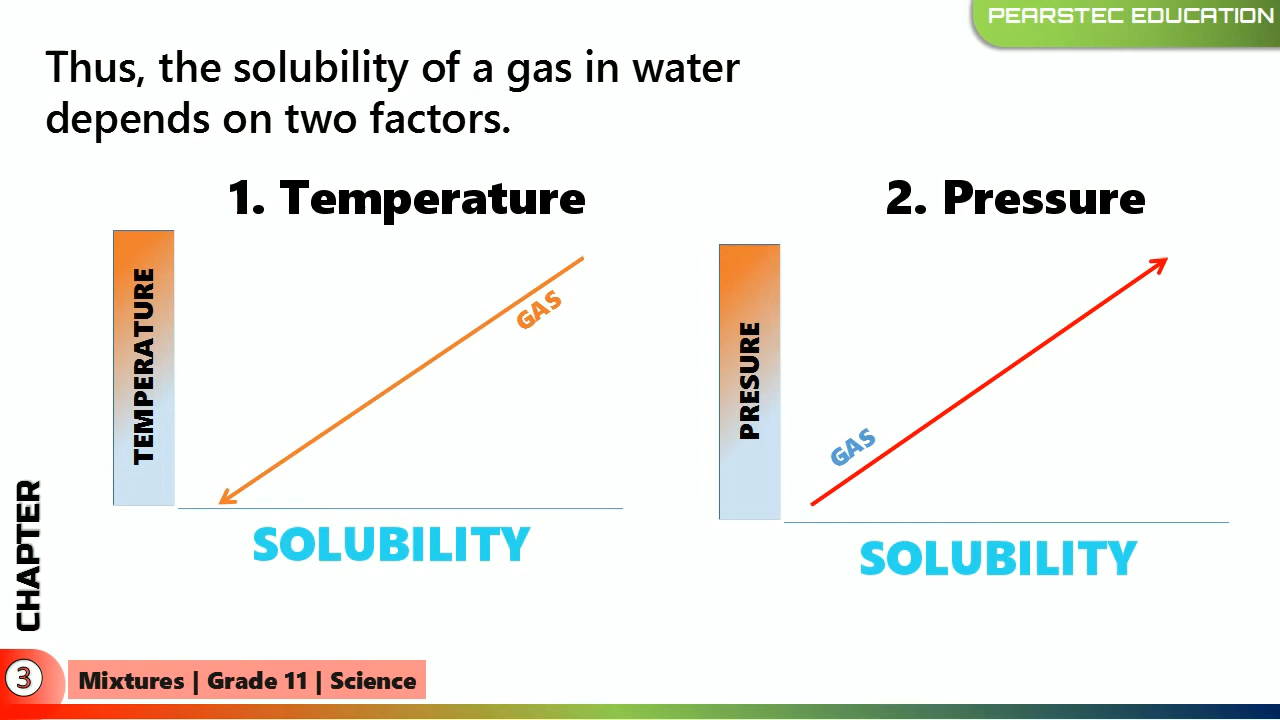 PEARSTEC EDUCATION
Thus, the solubility of a gas in water
depends on two factors.
1. Temperature
TEMPERATURE
GAS
SOLUBILITY
2. Pressure
PRESURE
GAS
SOLUBILITY
CHAPTER
3
Mixtures | Grade 11 | Science